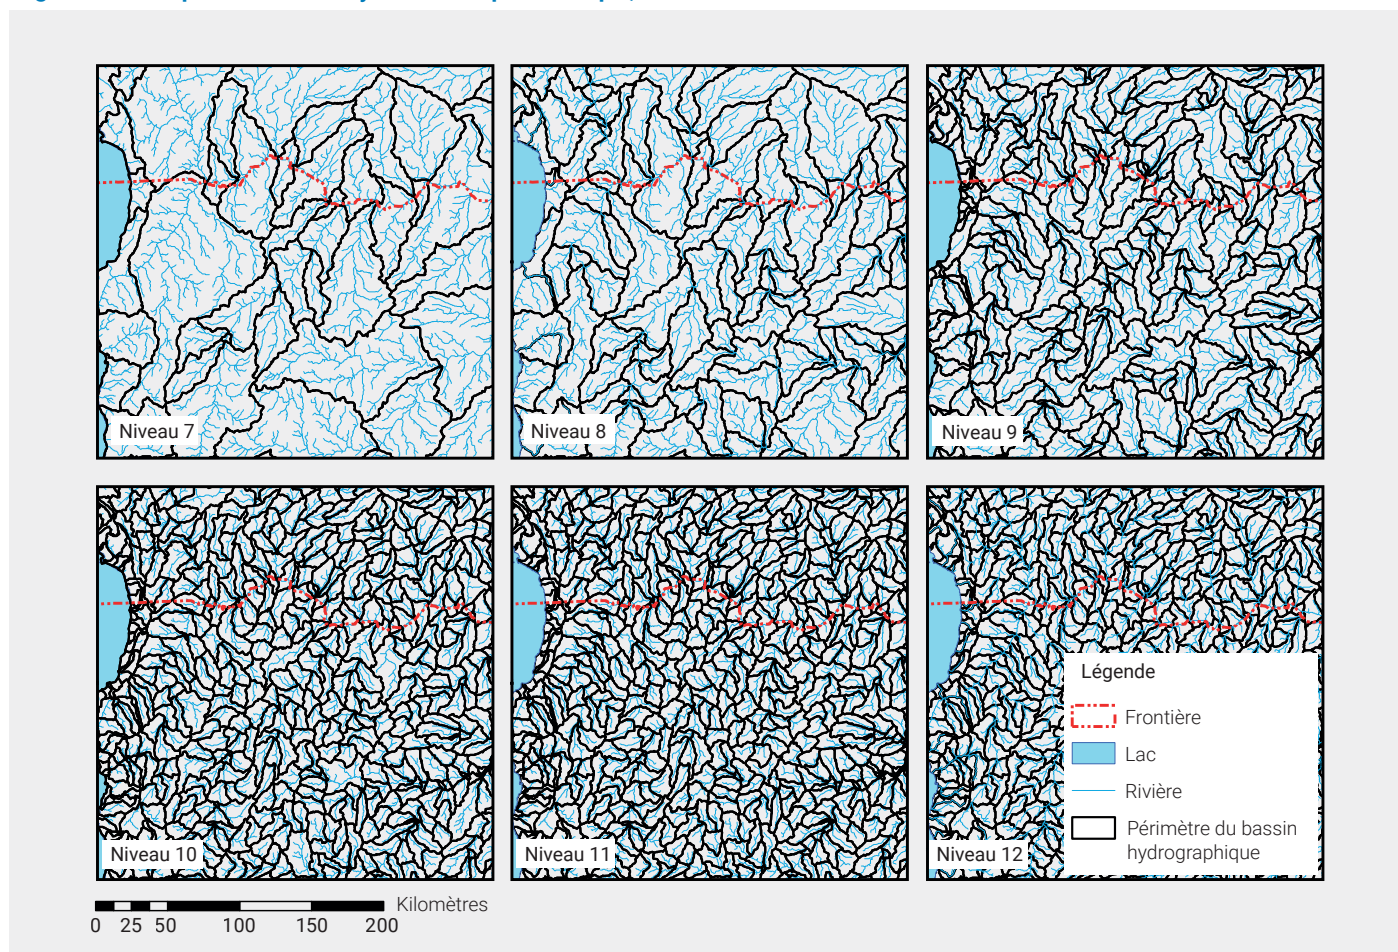 Niveau 7
Niveau 8
Niveau 9
Niveau 10
Niveau 11
Niveau 12
Légende
Frontière
Lac
Rivière
Périmètre du bassin
hydrographique
Kilomètres
0 25 50 100 150 200